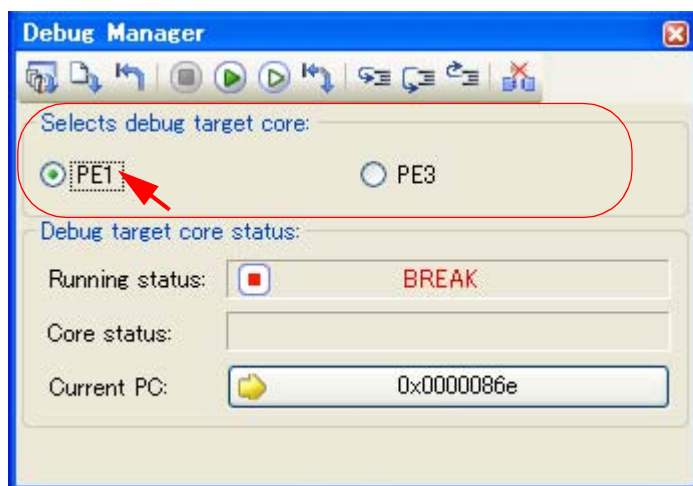 Debug Manager
Selects debug target core:
PE1 PE3
Debug target core status:
Running status: BREAK
Core status:
Current PC: 0x0000086e